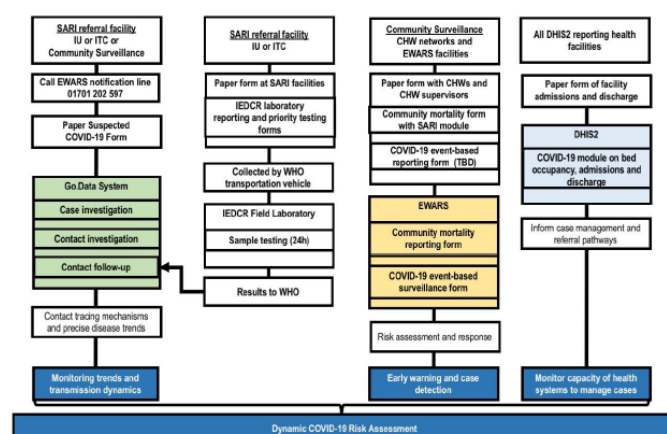 SARI referral facility
IU or ITC or
Community Surveillance
Call EWARS notification line
01701 202 597
Paper Suspected
COVID-19 Form
Go.Data System
Case investigation
Contact investigation
Contact follow-up
Contact tracing mechanisms
and precise disease trends
Monitoring trends and
transmission dynamics
SARI referral facility
IU or ITC
Paper form at SARI facilities
IEDCR laboratory
reporting and priority testing
forms
Collected by WHO
transportation vehicle
IEDCR Field Laboratory
Sample testing (24h)
Results to WHO
Community Surveillance
CHW networks and
EWARS facilities
Paper form with CHWs and
CHW supervisors
Community mortality form
with SARI module
COVID-19 event-based
reporting form (TBD)
EWARS
Community mortality
reporting form
COVID-19 event-based
surveillance form
Risk assessment and response
Early warning and case
detection
All DHIS2 reporting health
facilities
Paper form of facility
admissions and discharge
DHIS2
COVID-19 module on bed
occupancy, admissions and
discharge
Inform case management and
referral pathways
Monitor capacity of health
systems to manage cases
Dynamic COVID-19 Risk Assessment